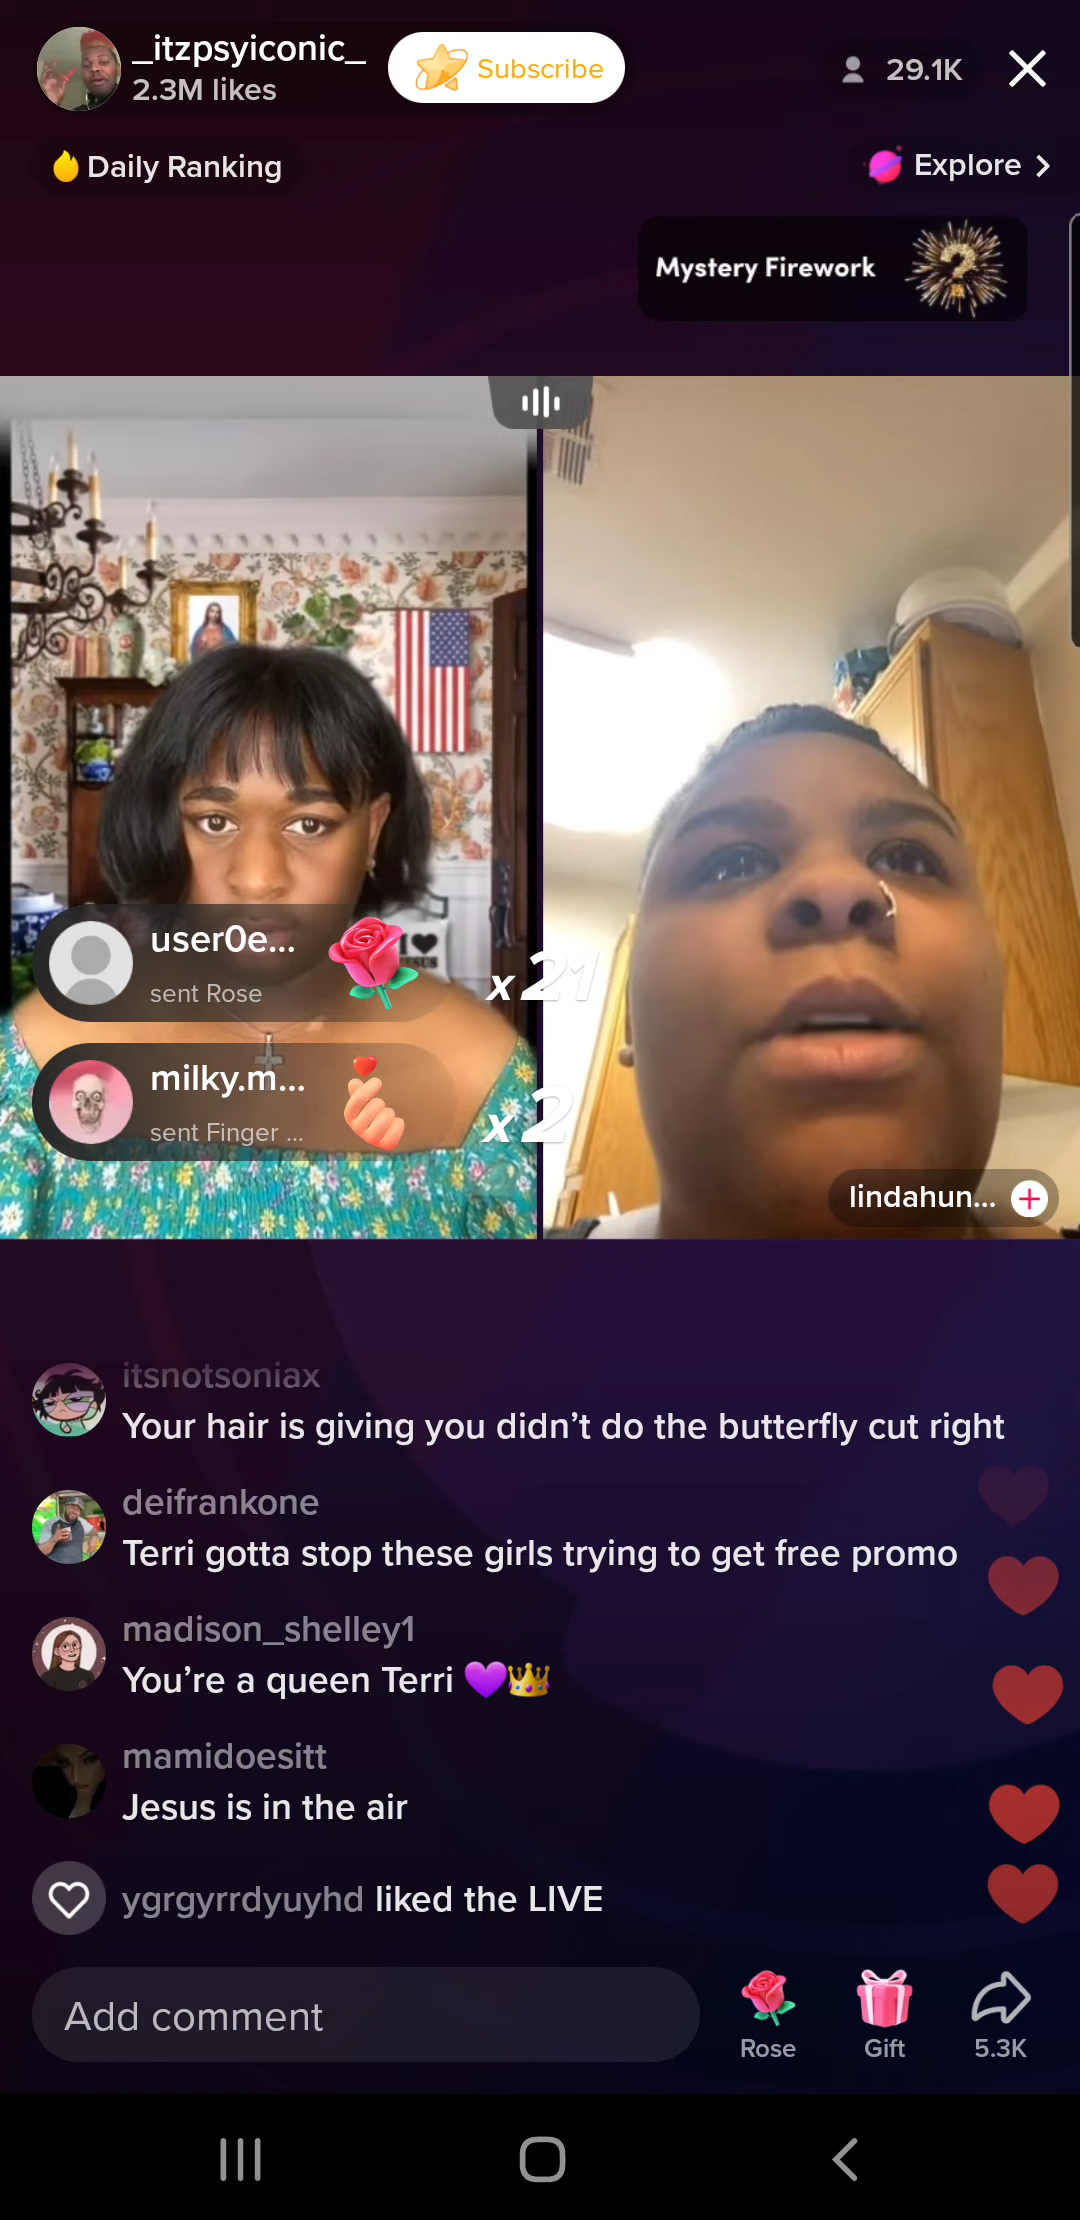 _itzpsyiconic_
2.3M likes
Subscribe
29.1K
Daily Ranking
Explore
Mystery Firework
user0e...
sent Rose
x21
I ♥
JESUS
milky.m...
sent Finger ...
x2
lindahun...
itsnotsoniax
Your hair is giving you didn’t do the butterfly cut right
deifrankone
Terri gotta stop these girls trying to get free promo
madison_shelley1
You’re a queen Terri 💜👑
mamidoesitt
Jesus is in the air
ygrgyrrdyuyhd liked the LIVE
Add comment
Rose
Gift
5.3K